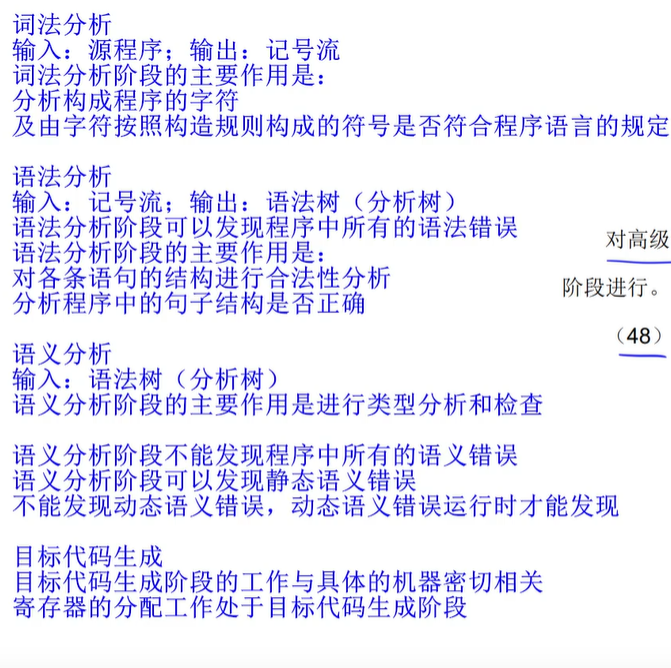 词法分析
输入：源程序；输出：记号流
词法分析阶段的主要作用是：
分析构成程序的字符
及由字符按照构造规则构成的符号是否符合程序语言的规定
语法分析
输入：记号流；输出：语法树（分析树）
语法分析阶段可以发现程序中所有的语法错误
语法分析阶段的主要作用是：
对各条语句的结构进行合法性分析
分析程序中的句子结构是否正确
语义分析
输入：语法树（分析树）
语义分析阶段的主要作用是进行类型分析和检查
语义分析阶段不能发现程序中所有的语义错误
语义分析阶段可以发现静态语义错误
不能发现动态语义错误，动态语义错误运行时才能发现
目标代码生成
目标代码生成阶段的工作与具体的机器密切相关
寄存器的分配工作处于目标代码生成阶段
对高级
阶段进行。
（48）